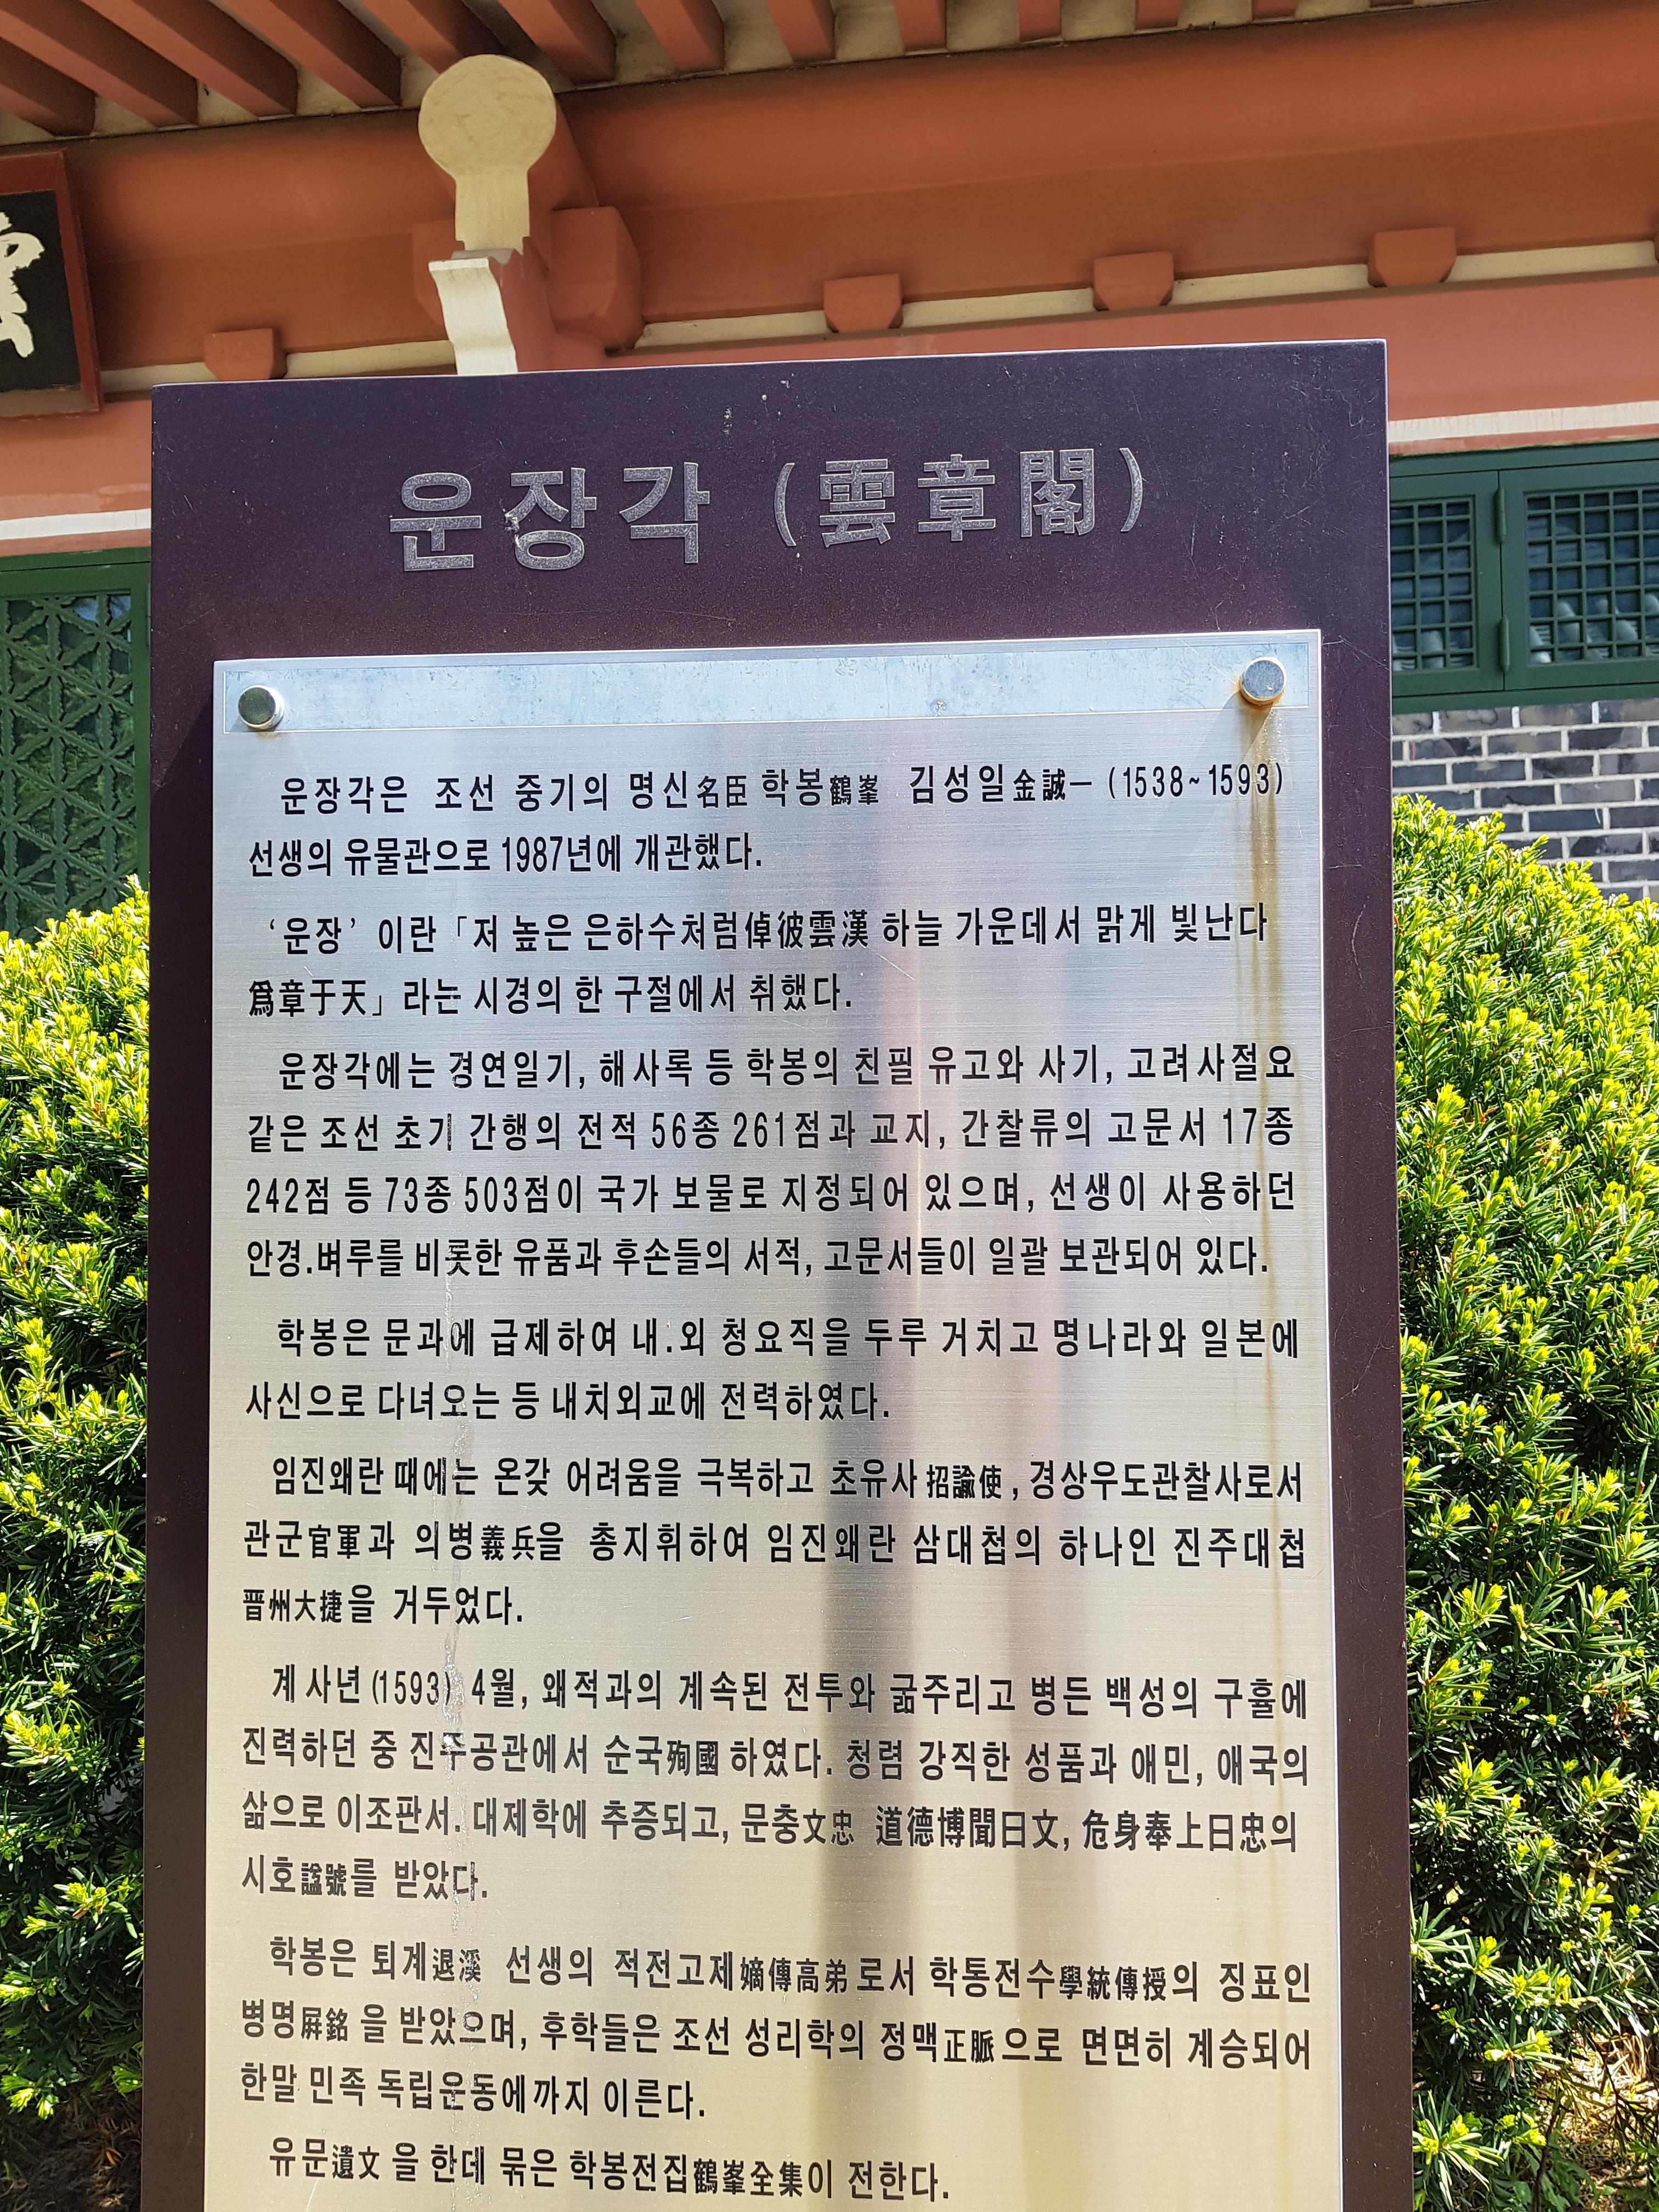 운장각 (雲章閣)
운장각은 조선 중기의 명신名臣 학봉鶴峯 김성일金誠一 (1538~1593)
선생의 유물관으로 1987년에 개관했다.
‘운장’ 이란 「저 높은 은하수처럼倬彼雲漢 하늘 가운데서 맑게 빛난다
爲章于天」 라는 시경의 한 구절에서 취했다.
운장각에는 경연일기, 해사록 등 학봉의 친필 유고와 사기, 고려사절요
같은 조선 초기 간행의 전적 56종 261점과 교지, 간찰류의 고문서 17종
242점 등 73종 503점이 국가 보물로 지정되어 있으며, 선생이 사용하던
안경.벼루를 비롯한 유품과 후손들의 서적, 고문서들이 일괄 보관되어 있다.
학봉은 문과에 급제하여 내.외 청요직을 두루 거치고 명나라와 일본에
사신으로 다녀오는 등 내치외교에 전력하였다.
임진왜란 때에는 온갖 어려움을 극복하고 초유사招諭使, 경상우도관찰사로서
관군官軍과 의병義兵을 총지휘하여 임진왜란 삼대첩의 하나인 진주대첩
晋州大捷을 거두었다.
계사년(1593) 4월, 왜적과의 계속된 전투와 굶주리고 병든 백성의 구휼에
진력하던 중 진주공관에서 순국殉國 하였다. 청렴 강직한 성품과 애민, 애국의
삶으로 이조판서. 대제학에 추증되고, 문충文忠 道德博聞曰文, 危身奉上曰忠의
시호諡號를 받았다.
학봉은 퇴계退溪 선생의 적전고제嫡傳高弟로서 학통전수學統傳授의 징표인
병명屛銘 을 받았으며, 후학들은 조선 성리학의 정맥正脈으로 면면히 계승되어
한말 민족 독립운동에까지 이른다.
유문遺文 을 한데 묶은 학봉전집鶴峯全集이 전한다.